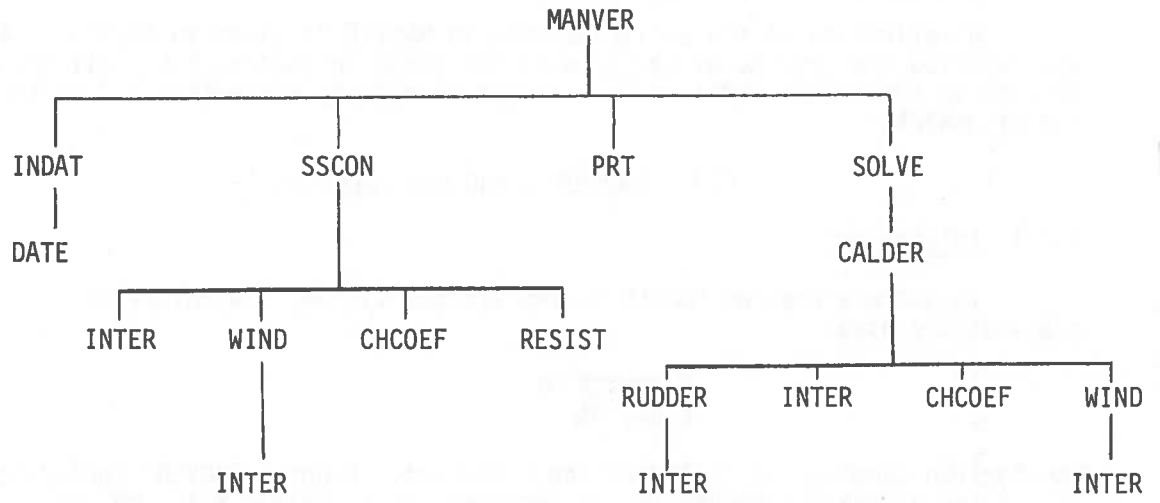 MANVER
INDAT SSCON PRT SOLVE
DATE CALDER
INTER WIND CHCOEF RESIST
RUDDER INTER CHCOEF WIND
INTER INTER INTER